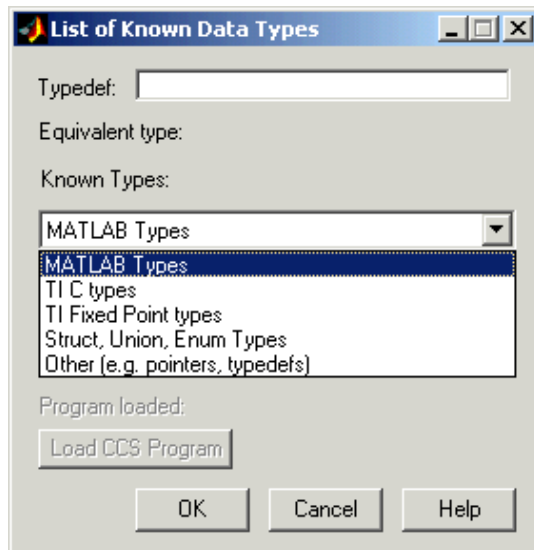 List of Known Data Types
Typedef:
Equivalent type:
Known Types:
MATLAB Types
MATLAB Types
TI C types
TI Fixed Point types
Struct, Union, Enum Types
Other (e.g. pointers, typedefs)
Program loaded:
Load CCS Program
OK Cancel Help